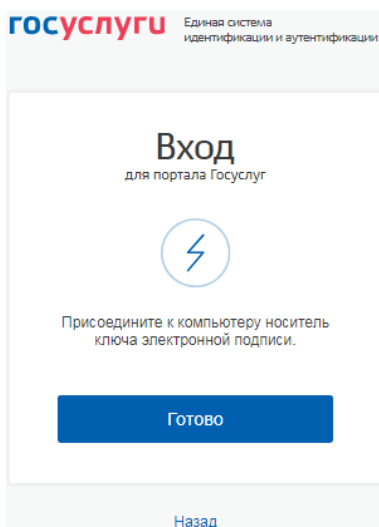 госуслуги
Единая система
идентификации и аутентификации
Вход
для портала Госуслуг
Присоедините к компьютеру носитель
ключа электронной подписи.
Готово
Назад